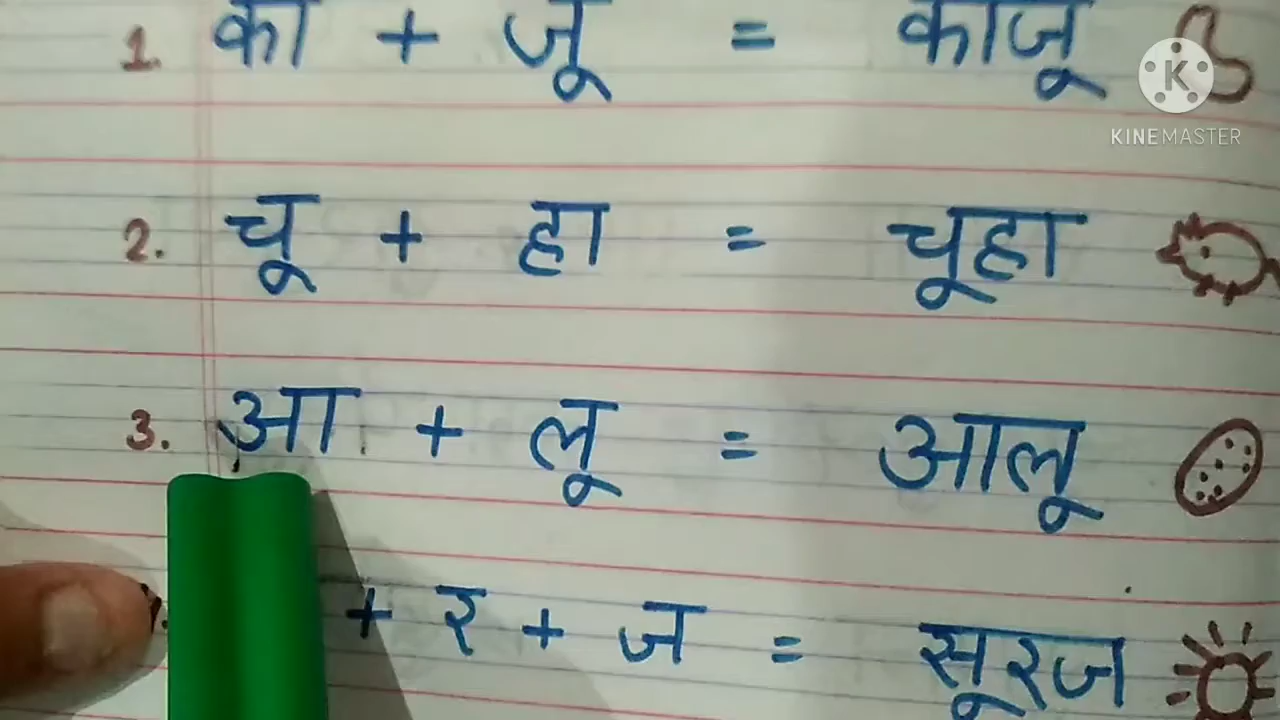 1. का + जू = काजू
K
KINEMASTER
2. चू + हा = चूहा
3. आ + लू = आलू
+ र + ज = सूरज